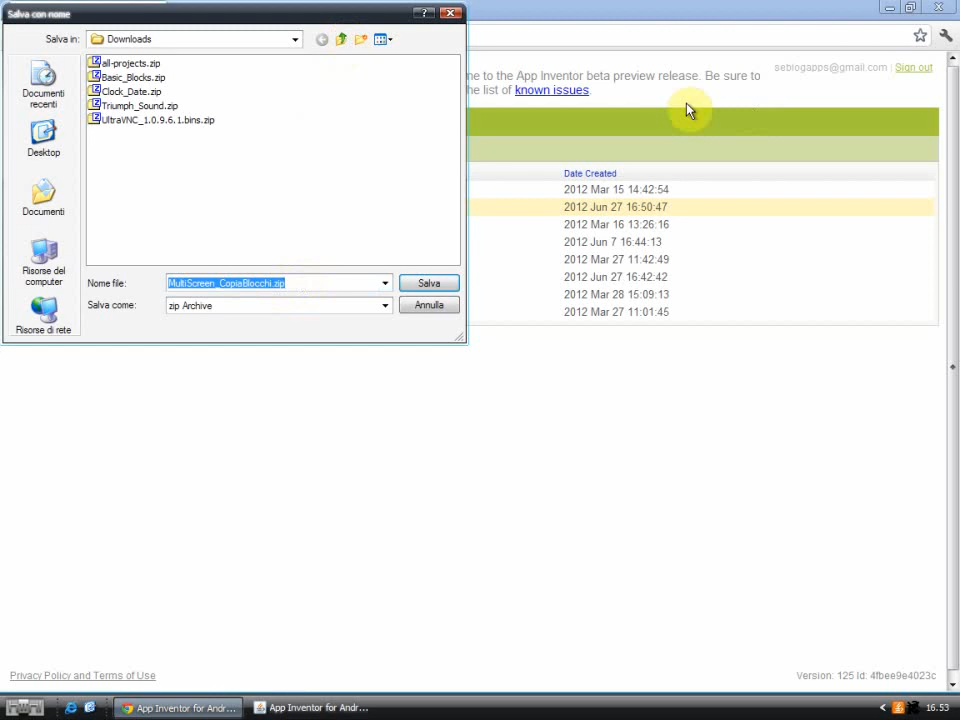 Salva con nome
Salva in: Downloads
Documenti recenti
Desktop
Documenti
Risorse del computer
Risorse di rete
all-projects.zip
Basic_Blocks.zip
Clock_Date.zip
Triumph_Sound.zip
UltraVNC_1.0.9.6.1.bins.zip
Nome file: MultiScreen_CopiaBlocchi.zip Salva
Salva come: zip Archive Annulla
seblogapps@gmail.com | Sign out
me to the App Inventor beta preview release. Be sure to
he list of known issues.
Date Created
2012 Mar 15 14:42:54
2012 Jun 27 16:50:47
2012 Mar 16 13:26:16
2012 Jun 7 16:44:13
2012 Mar 27 11:42:49
2012 Jun 27 16:42:42
2012 Mar 28 15:09:13
2012 Mar 27 11:01:45
Privacy Policy and Terms of Use
Version: 125 Id: 4fbee9e4023c
App Inventor for Andr...
App Inventor for Andr...
16.53